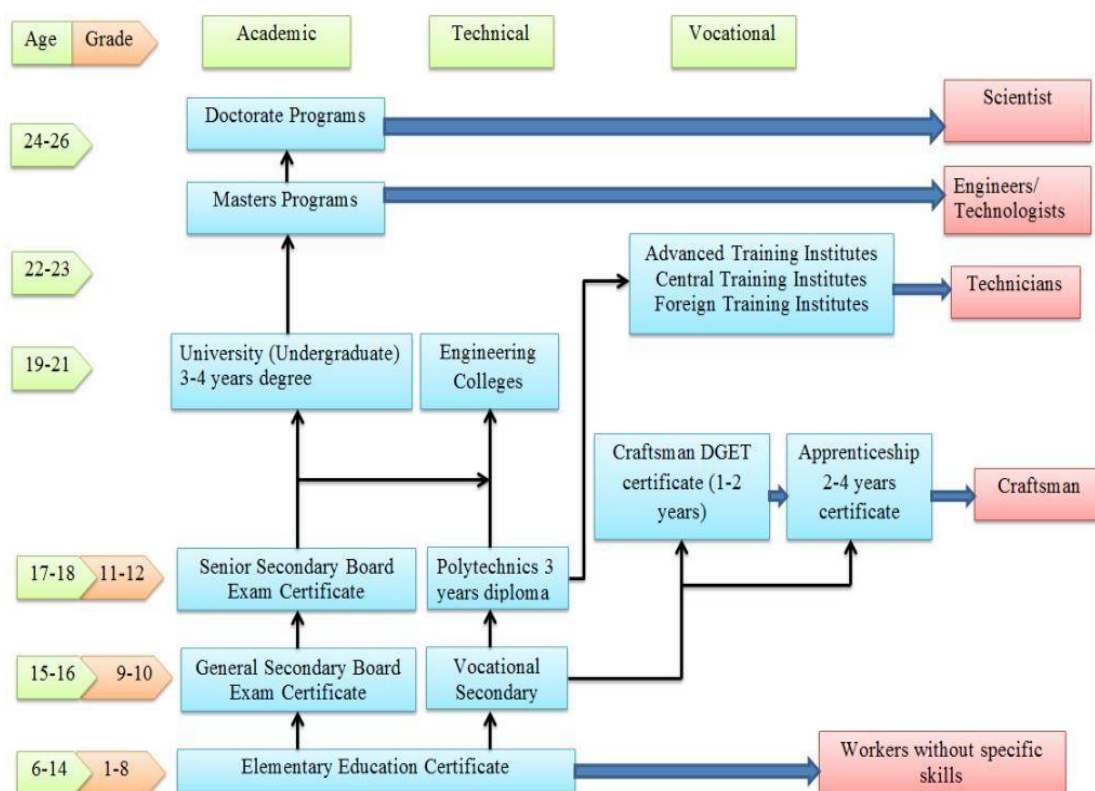 Age
Grade
Academic
Technical
Vocational
Doctorate Programs
Scientist
24-26
Masters Programs
Engineers/
Technologists
22-23
Advanced Training Institutes
Central Training Institutes
Foreign Training Institutes
Technicians
19-21
University (Undergraduate)
3-4 years degree
Engineering
Colleges
Craftsman DGET
certificate (1-2
years)
Apprenticeship
2-4 years
certificate
Craftsman
17-18
11-12
Senior Secondary Board
Exam Certificate
Polytechnics 3
years diploma
15-16
9-10
General Secondary Board
Exam Certificate
Vocational
Secondary
6-14
1-8
Elementary Education Certificate
Workers without specific
skills